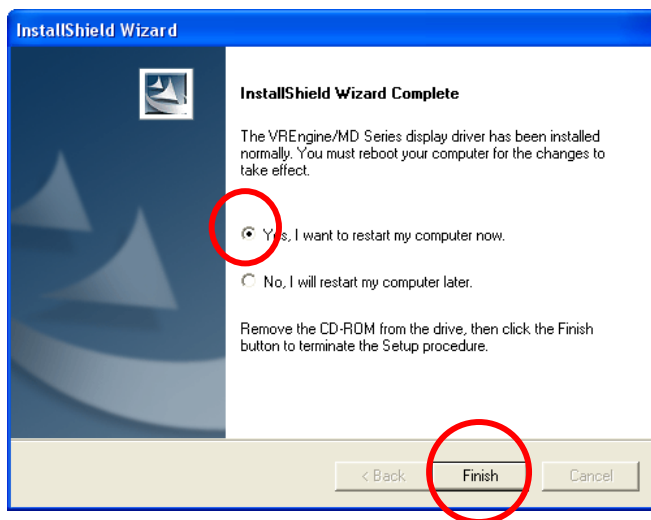 InstallShield Wizard
InstallShield Wizard Complete
The VREngine/MD Series display driver has been installed
normally. You must reboot your computer for the changes to
take effect.
Yes, I want to restart my computer now.
No, I will restart my computer later.
Remove the CD-ROM from the drive, then click the Finish
button to terminate the Setup procedure.
< Back Finish Cancel